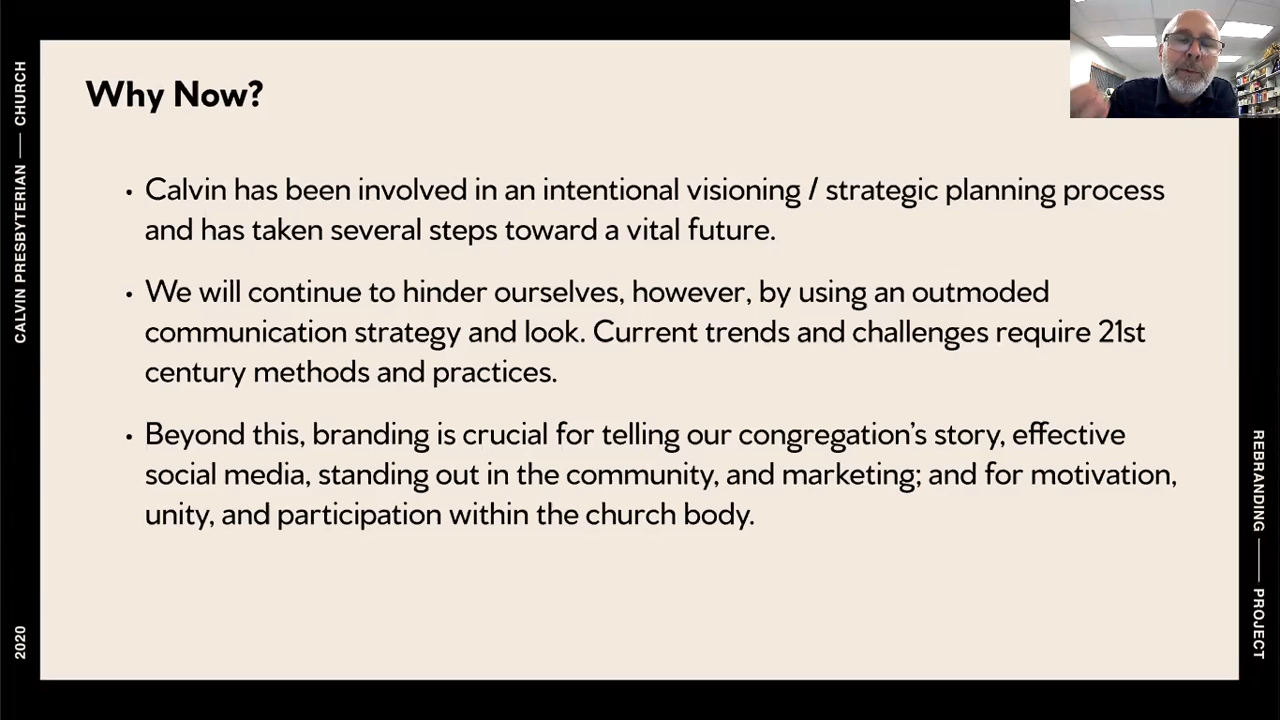 Why Now?
• Calvin has been involved in an intentional visioning / strategic planning process
and has taken several steps toward a vital future.
• We will continue to hinder ourselves, however, by using an outmoded
communication strategy and look. Current trends and challenges require 21st
century methods and practices.
• Beyond this, branding is crucial for telling our congregation’s story, effective
social media, standing out in the community, and marketing; and for motivation,
unity, and participation within the church body.
CALVIN PRESBYTERIAN — CHURCH
2020
REBRANDING — PROJECT